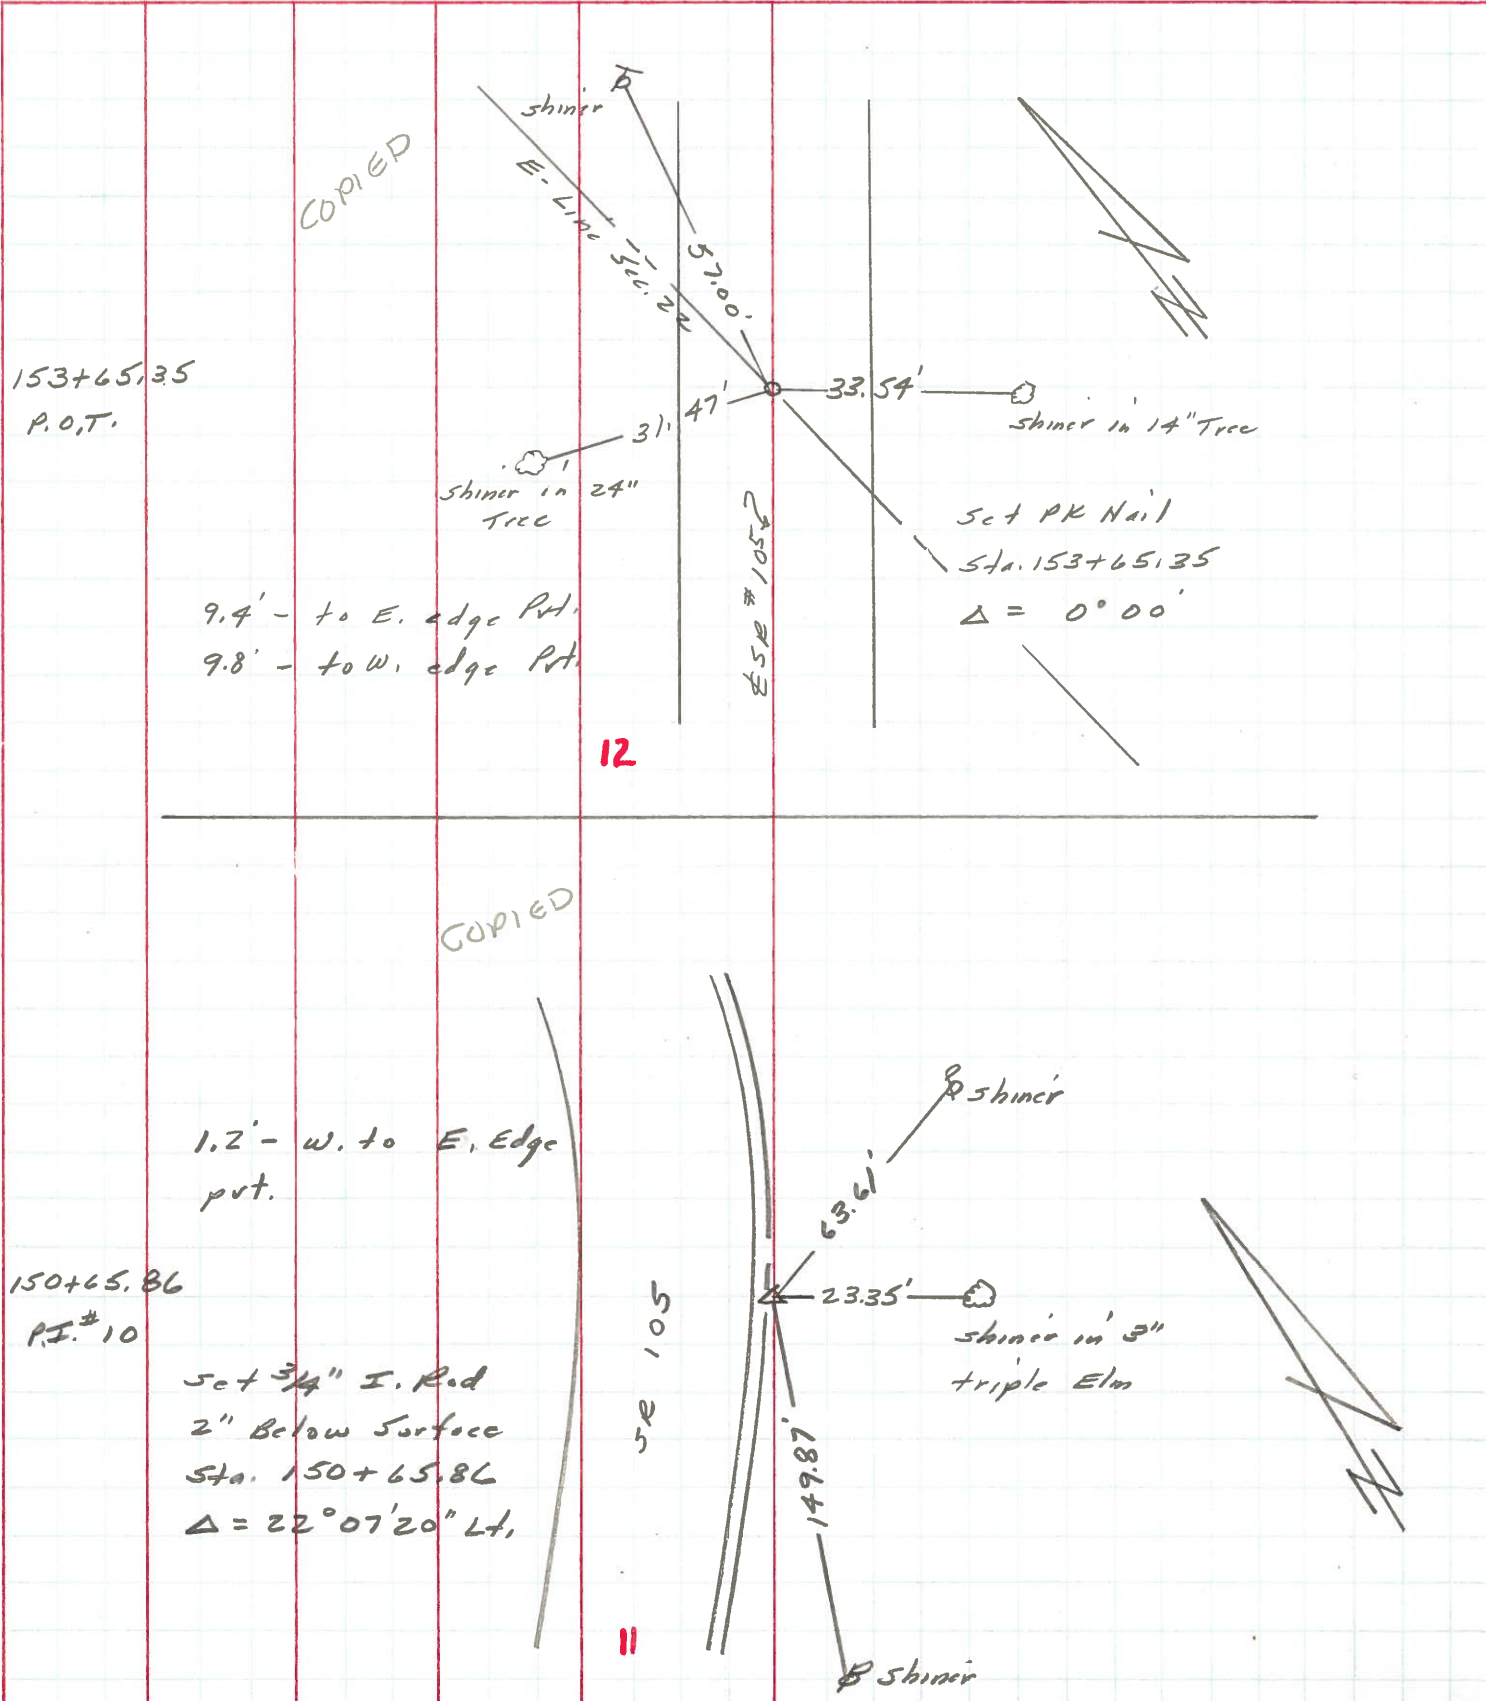 COPIED
shiner
E-Line Sec. 22
57.00'
153+65.35
P.O.T.
33.54'
31.47'
shiner in 14" Tree
shiner in 24"
Tree
Set PK Nail
Sta. 153+65.35
Δ = 0°00'
℄ SR #105
9.4' - to E. edge Pvt.
9.8' - to W. edge Pvt.
12
COPIED
shiner
1.2' - W. to E. Edge
pvt.
63.61'
150+65.86
P.I. #10
23.35'
shiner in 3"
triple Elm
SR 105
Set 3/4" I. Rod
2" Below Surface
Sta. 150+65.86
Δ = 22°07'20" Lt.
149.87'
N
N
11
shiner